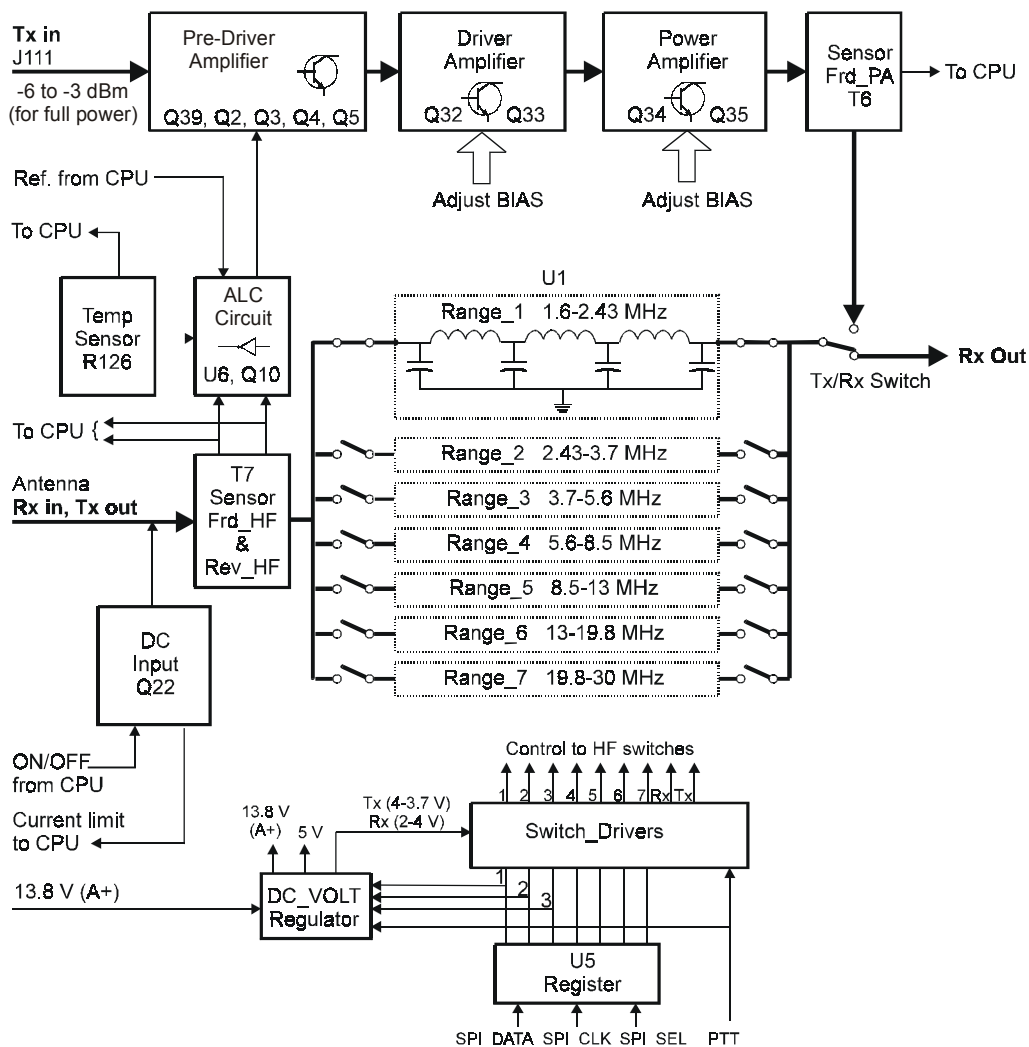 Tx in
J111
-6 to -3 dBm
(for full power)
Pre-Driver
Amplifier
Q39, Q2, Q3, Q4, Q5
Driver
Amplifier
Q32 Q33
Power
Amplifier
Q34 Q35
Sensor
Frd_PA
T6
To CPU
Adjust BIAS
Adjust BIAS
Ref. from CPU
To CPU
Temp
Sensor
R126
ALC
Circuit
U6, Q10
To CPU {
Antenna
Rx in, Tx out
T7
Sensor
Frd_HF
&
Rev_HF
DC
Input
Q22
ON/OFF
from CPU
Current limit
to CPU
U1
Range_1 1.6-2.43 MHz
Range_2 2.43-3.7 MHz
Range_3 3.7-5.6 MHz
Range_4 5.6-8.5 MHz
Range_5 8.5-13 MHz
Range_6 13-19.8 MHz
Range_7 19.8-30 MHz
Rx Out
Tx/Rx Switch
Control to HF switches
1 2 3 4 5 6 7 Rx Tx
Switch_Drivers
13.8 V
(A+)
5 V
Tx (4-3.7 V)
Rx (2-4 V)
13.8 V (A+)
DC_VOLT
Regulator
1
2
3
U5
Register
SPI_DATA SPI_CLK SPI_SEL PTT